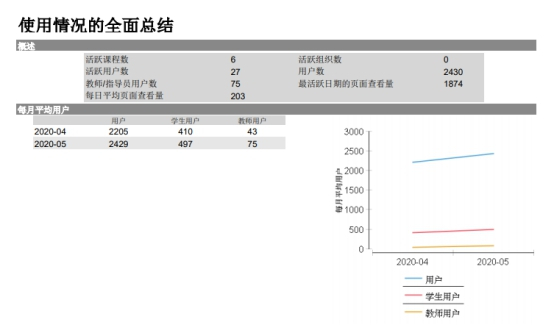 使用情况的全面总结
概述
活跃课程数 6 活跃组织数 0
活跃用户数 27 用户数 2430
教师/指导员用户数 75 最活跃日期的页面查看量 1874
每日平均页面查看量 203
每月平均用户
用户 学生用户 教师用户
2020-04 2205 410 43
2020-05 2429 497 75
每月平均用户
3000
2500
2000
1500
1000
500
0
2020-04 2020-05
用户
学生用户
教师用户